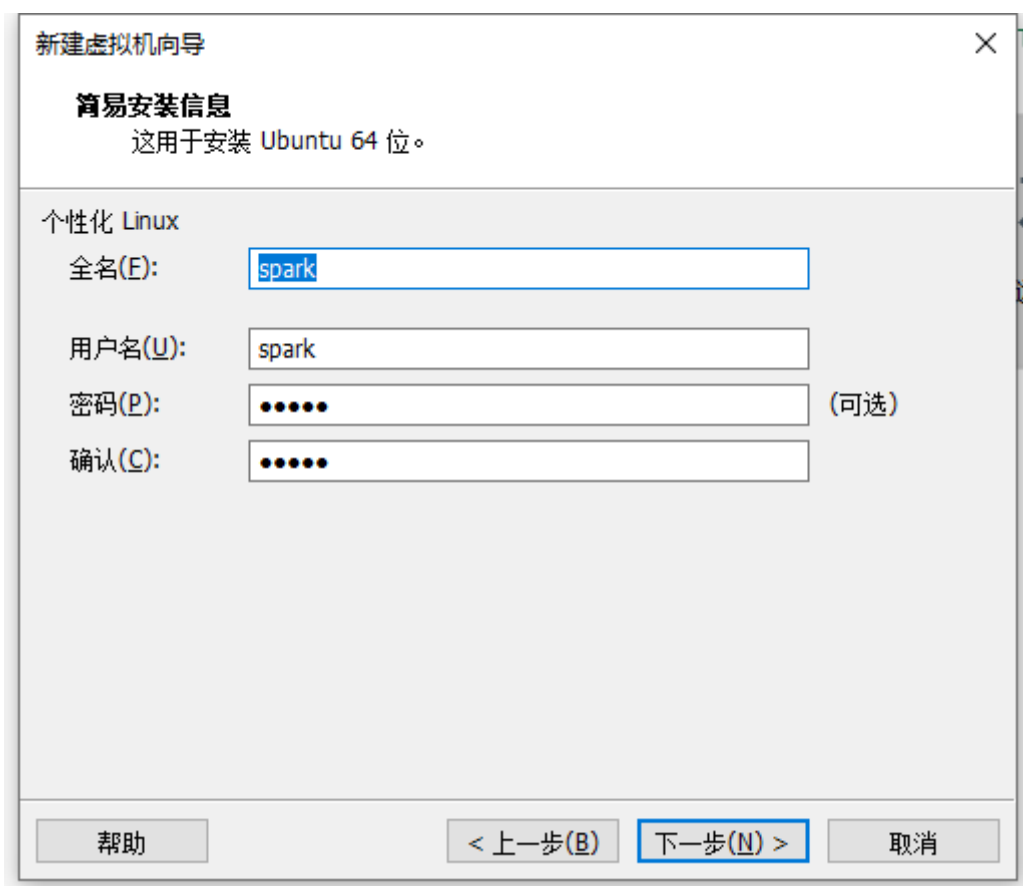 新建虚拟机向导
简易安装信息
这用于安装 Ubuntu 64 位。
个性化 Linux
全名(F): spark
用户名(U): spark
密码(P): ●●●●● (可选)
确认(C): ●●●●●
帮助 < 上一步(B) 下一步(N) > 取消